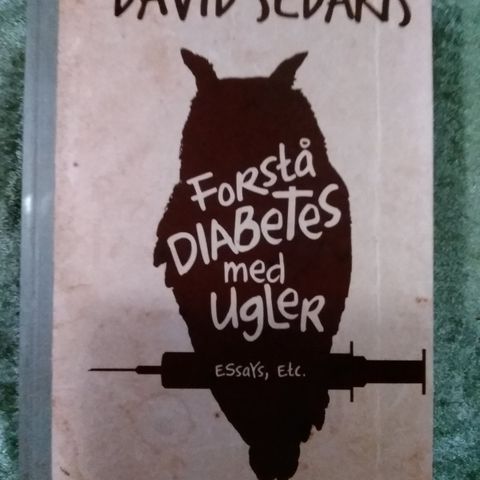 DAVID SEDARIS
FORSTÅ
DIABETES
med
UGLER
ESSAYS, Etc.